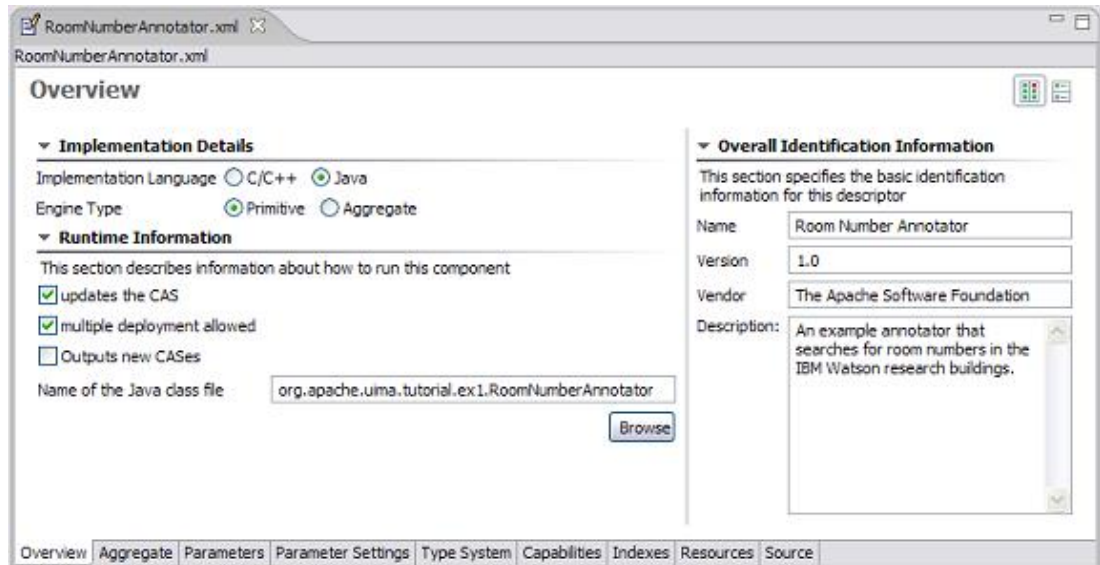 RoomNumberAnnotator.xml
RoomNumberAnnotator.xml
Overview
Implementation Details
Implementation Language C/C++ Java
Engine Type Primitive Aggregate
Runtime Information
This section describes information about how to run this component
updates the CAS
multiple deployment allowed
Outputs new CASes
Name of the Java class file org.apache.uima.tutorial.ex1.RoomNumberAnnotator
Browse
Overall Identification Information
This section specifies the basic identification
information for this descriptor
Name Room Number Annotator
Version 1.0
Vendor The Apache Software Foundation
Description: An example annotator that
searches for room numbers in the
IBM Watson research buildings.
Overview Aggregate Parameters Parameter Settings Type System Capabilities Indexes Resources Source